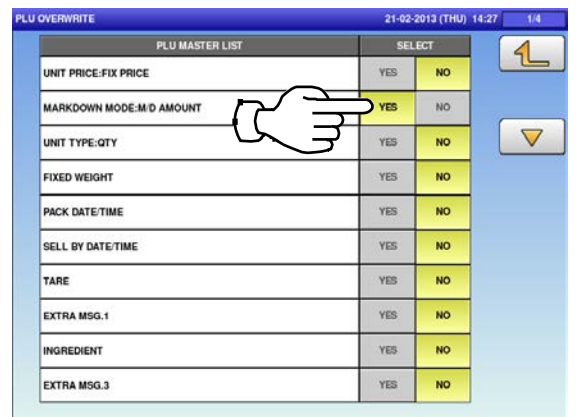 PLU OVERWRITE 21-02-2013 (THU) 14:27 1/4
PLU MASTER LIST SELECT
UNIT PRICE:FIX PRICE YES NO
MARKDOWN MODE:M/D AMOUNT YES NO
UNIT TYPE:QTY YES NO
FIXED WEIGHT YES NO
PACK DATE/TIME YES NO
SELL BY DATE/TIME YES NO
TARE YES NO
EXTRA MSG.1 YES NO
INGREDIENT YES NO
EXTRA MSG.3 YES NO